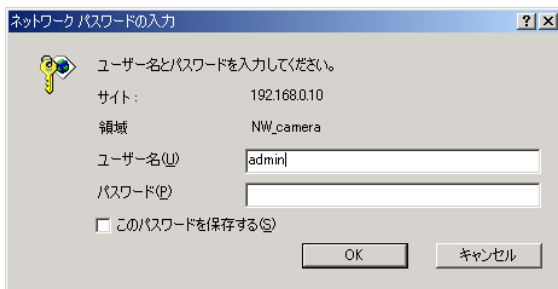 ネットワーク パスワードの入力
ユーザー名とパスワードを入力してください。
サイト: 192.168.0.10
領域 NW_camera
ユーザー名(U) admin
パスワード(P)
このパスワードを保存する(S)
OK キャンセル